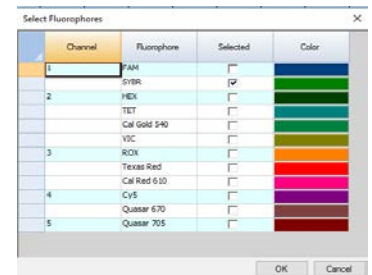 Select Fluorophores
Channel Fluorophore Selected Color
1 FAM
SYBR
2 HEX
TET
Cal Gold 540
VIC
3 ROX
Texas Red
Cal Red 610
4 Cy5
Quasar 670
5 Quasar 705
OK Cancel